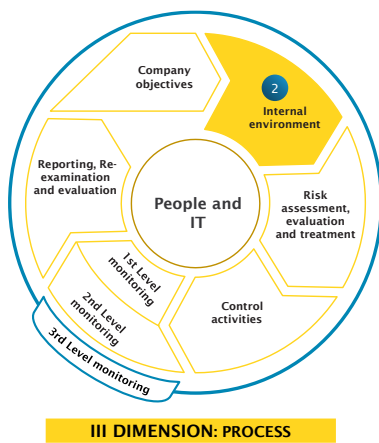 Company
objectives
2
Internal
environment
Reporting, Re-
examination
and evaluation
People and
IT
Risk
assessment,
evaluation
and treatment
1st Level
monitoring
2nd Level
monitoring
3rd Level monitoring
Control
activities
III DIMENSION: PROCESS